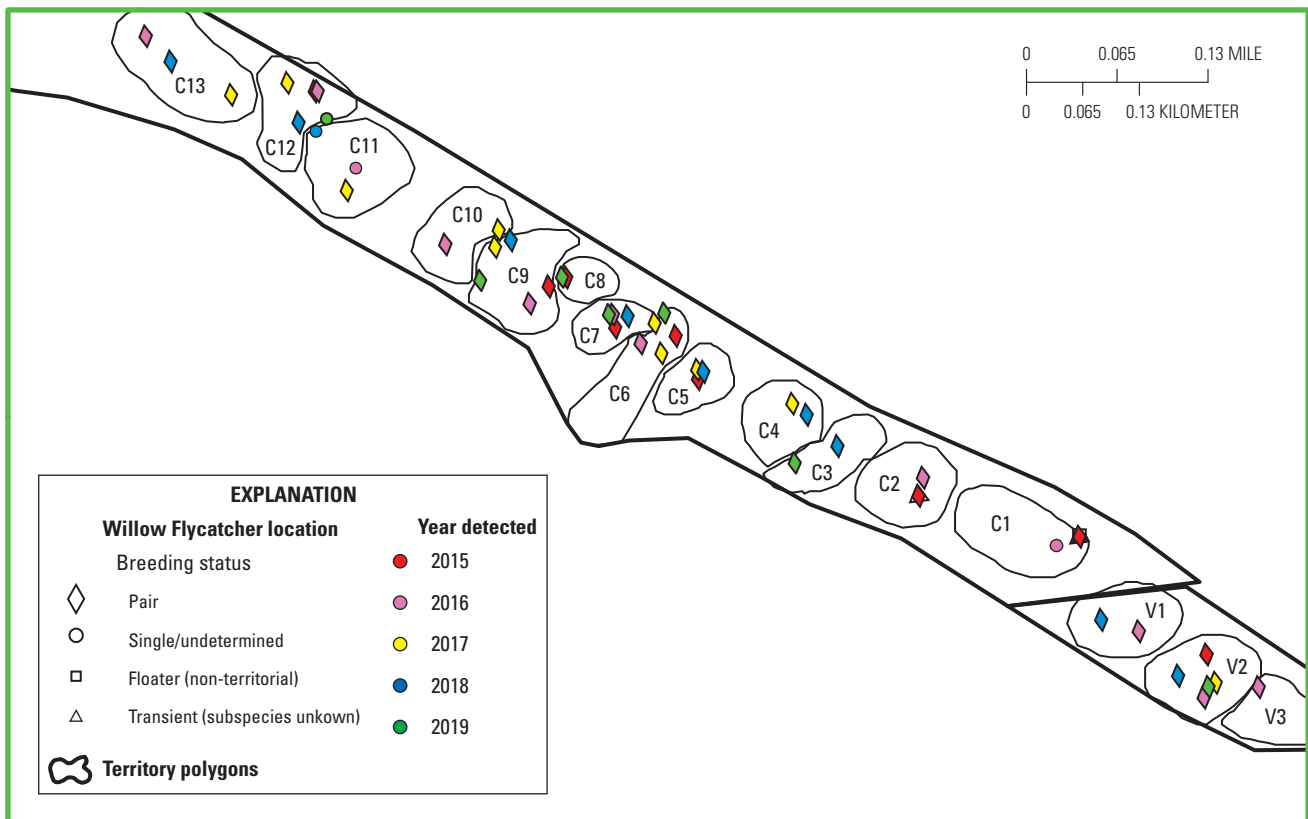 0 0.065 0.13 MILE
0 0.065 0.13 KILOMETER
C13
C12
C11
C10
C9
C8
C7
C6
C5
C4
C3
C2
C1
V1
V2
V3
EXPLANATION
Willow Flycatcher location
Breeding status
Pair
Single/undetermined
Floater (non-territorial)
Transient (subspecies unkown)
Territory polygons
Year detected
2015
2016
2017
2018
2019